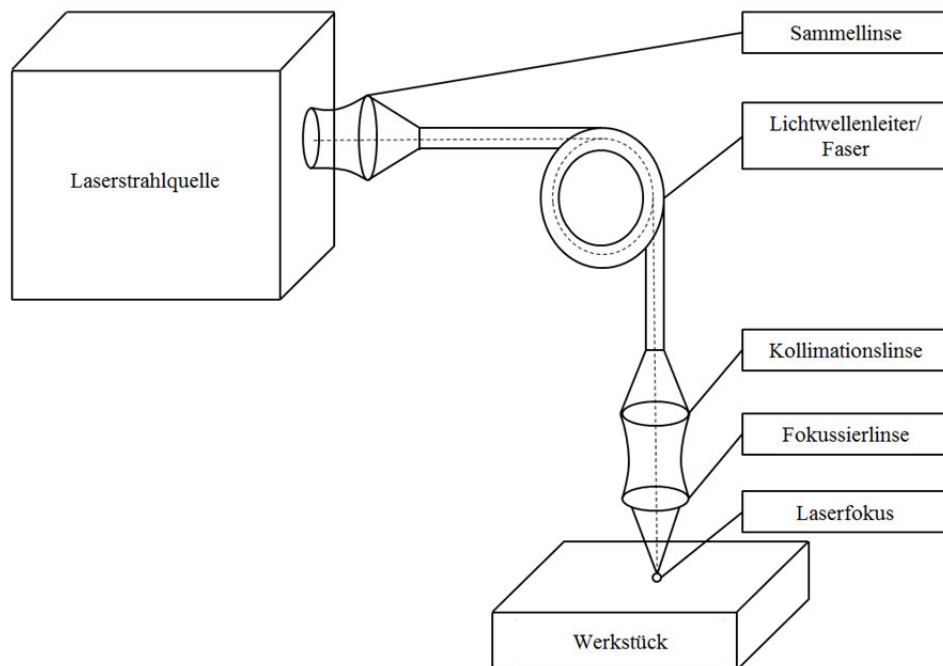 Sammellinse
Lichtwellenleiter/
Faser
Laserstrahlquelle
Kollimationslinse
Fokussierlinse
Laserfokus
Werkstück